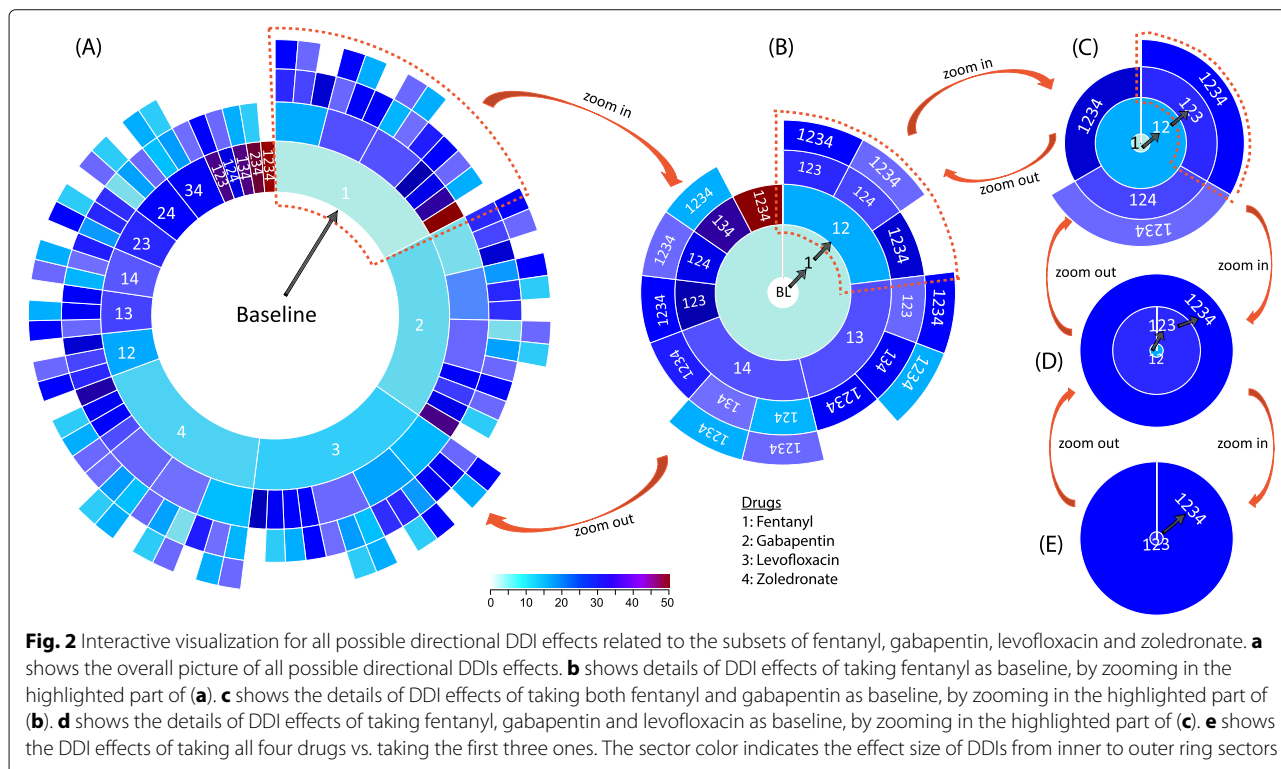 (A)
1
2
3
4
12
13
14
23
24
34
123
124
134
234
1234
Baseline
zoom in
zoom out
(B)
BL
1
12
13
14
123
124
134
1234
1234
1234
1234
123
124
1234
1234
123
134
1234
1234
1234
124
134
1234
1234
1234
123
1234
124
1234
134
1234
1234
zoom in
zoom out
(C)
1
12
123
1234
124
1234
1234
zoom out
zoom in
(D)
12
123
1234
zoom out
zoom in
(E)
123
1234
Drugs
1: Fentanyl
2: Gabapentin
3: Levofloxacin
4: Zoledronate
0 10 20 30 40 50
Fig. 2 Interactive visualization for all possible directional DDI effects related to the subsets of fentanyl, gabapentin, levofloxacin and zoledronate. a
shows the overall picture of all possible directional DDIs effects. b shows details of DDI effects of taking fentanyl as baseline, by zooming in the
highlighted part of (a). c shows the details of DDI effects of taking both fentanyl and gabapentin as baseline, by zooming in the highlighted part of
(b). d shows the details of DDI effects of taking fentanyl, gabapentin and levofloxacin as baseline, by zooming in the highlighted part of (c). e shows
the DDI effects of taking all four drugs vs. taking the first three ones. The sector color indicates the effect size of DDIs from inner to outer ring sectors